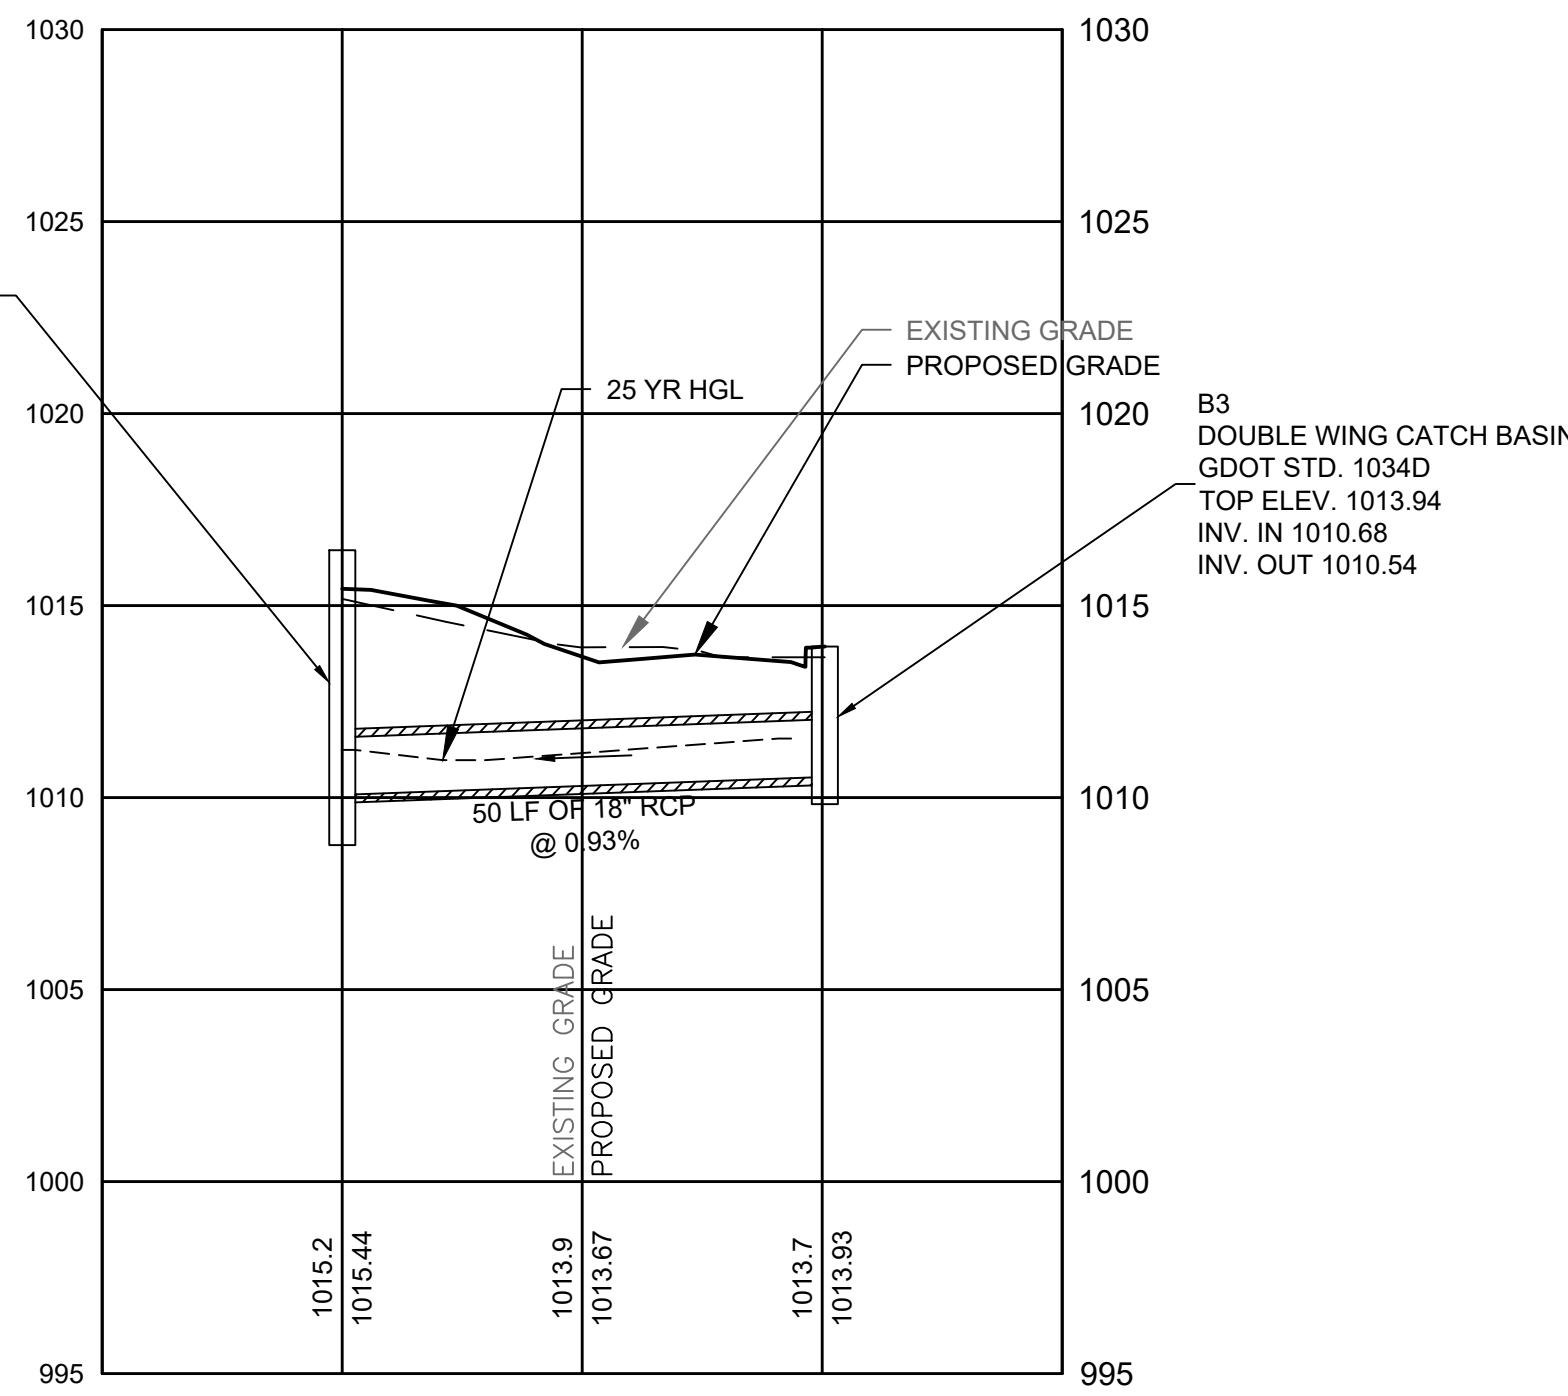 1030
1030
1025
1025
EXISTING GRADE
PROPOSED GRADE
25 YR HGL
1020
1020
B3
DOUBLE WING CATCH BASIN
GDOT STD. 1034D
TOP ELEV. 1013.94
INV. IN 1010.68
INV. OUT 1010.54
1015
1015
1010
1010
50 LF OF 18" RCP
@ 0.93%
EXISTING GRADE
PROPOSED GRADE
1005
1005
1000
1000
1015.2
1015.44
1013.9
1013.67
1013.7
1013.93
995
995